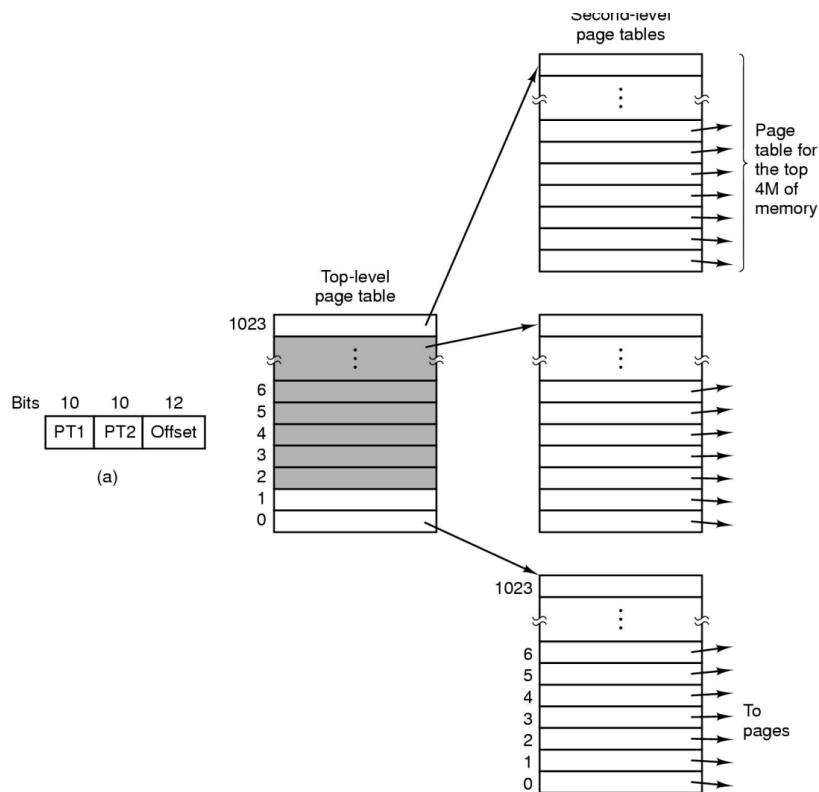 Second-level
page tables
Page
table for
the top
4M of
memory
Top-level
page table
1023
6
5
4
3
2
1
0
Bits 10 10 12
PT1 PT2 Offset
(a)
1023
6
5
4
3
2
1
0
To
pages